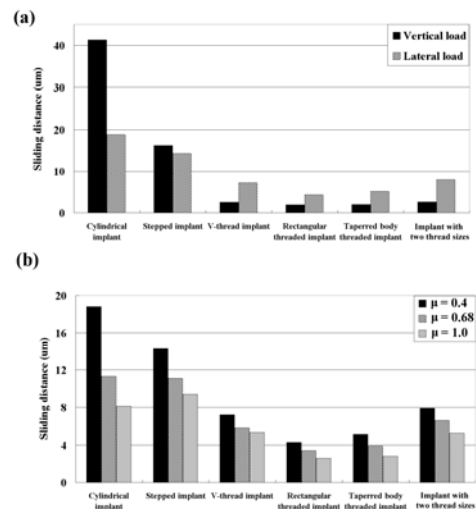 (a)
Vertical load
Lateral load
Sliding distance (um)
40
30
20
10
0
Cylindrical implant
Stepped implant
V-thread implant
Rectangular threaded implant
Taperred body threaded implant
Implant with two thread sizes
(b)
μ = 0.4
μ = 0.68
μ = 1.0
Sliding distance (um)
20
16
12
8
4
0
Cylindrical implant
Stepped implant
V-thread implant
Rectangular threaded implant
Taperred body threaded implant
Implant with two thread sizes